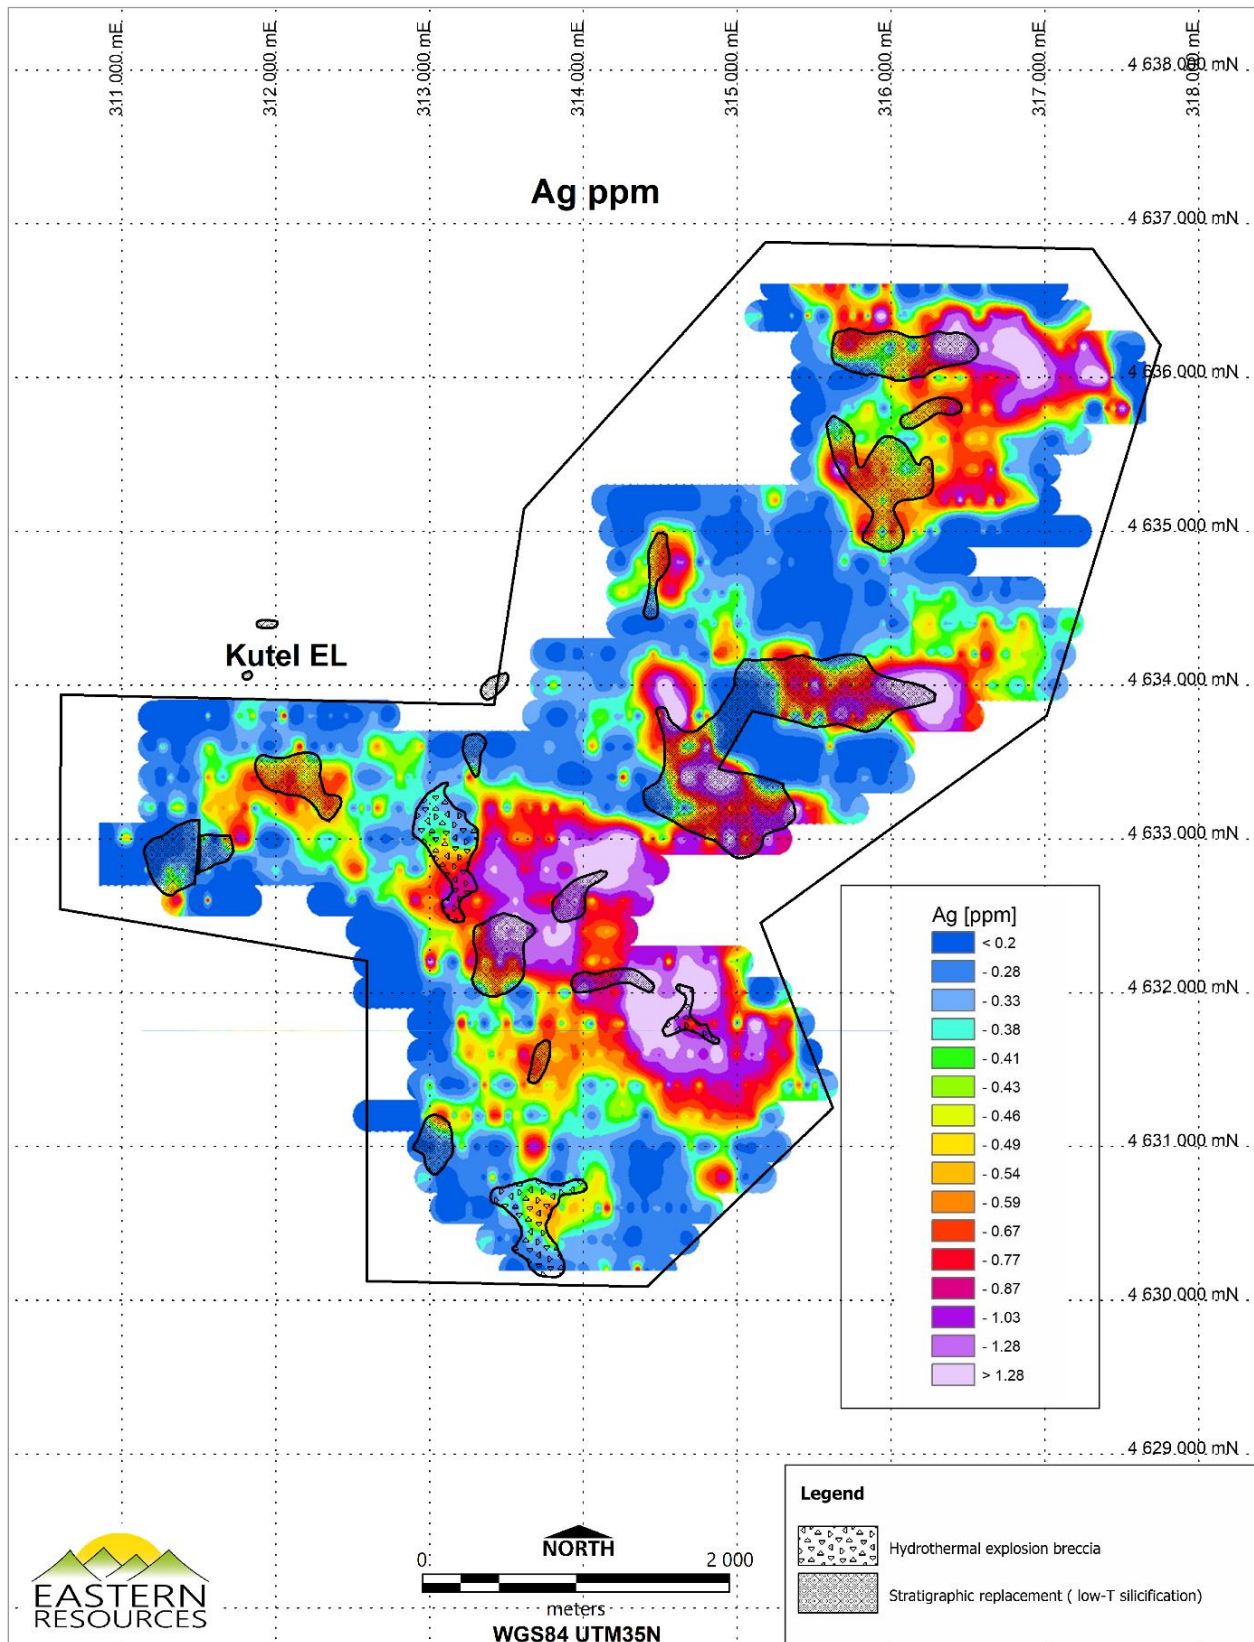 311.000 mE
312.000 mE
313.000 mE
314.000 mE
315.000 mE
316.000 mE
317.000 mE
318.000 mE
4 638.000 mN
Ag ppm
4 637.000 mN
4 636.000 mN
4 635.000 mN
Kutel EL
4 634.000 mN
4 633.000 mN
Ag [ppm]
< 0.2
- 0.28
- 0.33
- 0.38
- 0.41
- 0.43
- 0.46
- 0.49
- 0.54
- 0.59
- 0.67
- 0.77
- 0.87
- 1.03
- 1.28
> 1.28
4 632.000 mN
4 631.000 mN
4 630.000 mN
4 629.000 mN
EASTERN
RESOURCES
NORTH
0
2 000
meters
WGS84 UTM35N
Legend
Hydrothermal explosion breccia
Stratigraphic replacement ( low-T silicification)